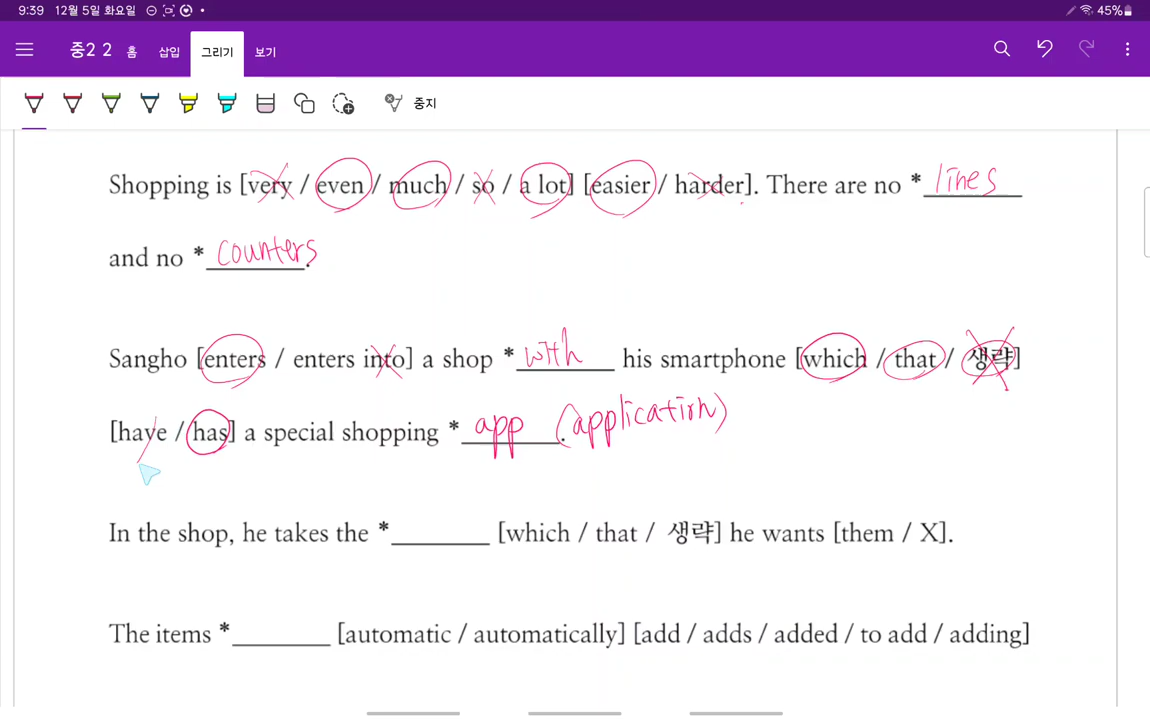 9:39 12월 5일 화요일 45%
중2 2 홈 삽입 그리기 보기
중지
Shopping is [very / even / much / so / a lot] [easier / harder]. There are no * lines
and no * counters.
Sangho [enters / enters into] a shop * with his smartphone [which / that / 생략]
[have / has] a special shopping * app (application).
In the shop, he takes the *________ [which / that / 생략] he wants [them / X].
The items *________ [automatic / automatically] [add / adds / added / to add / adding]